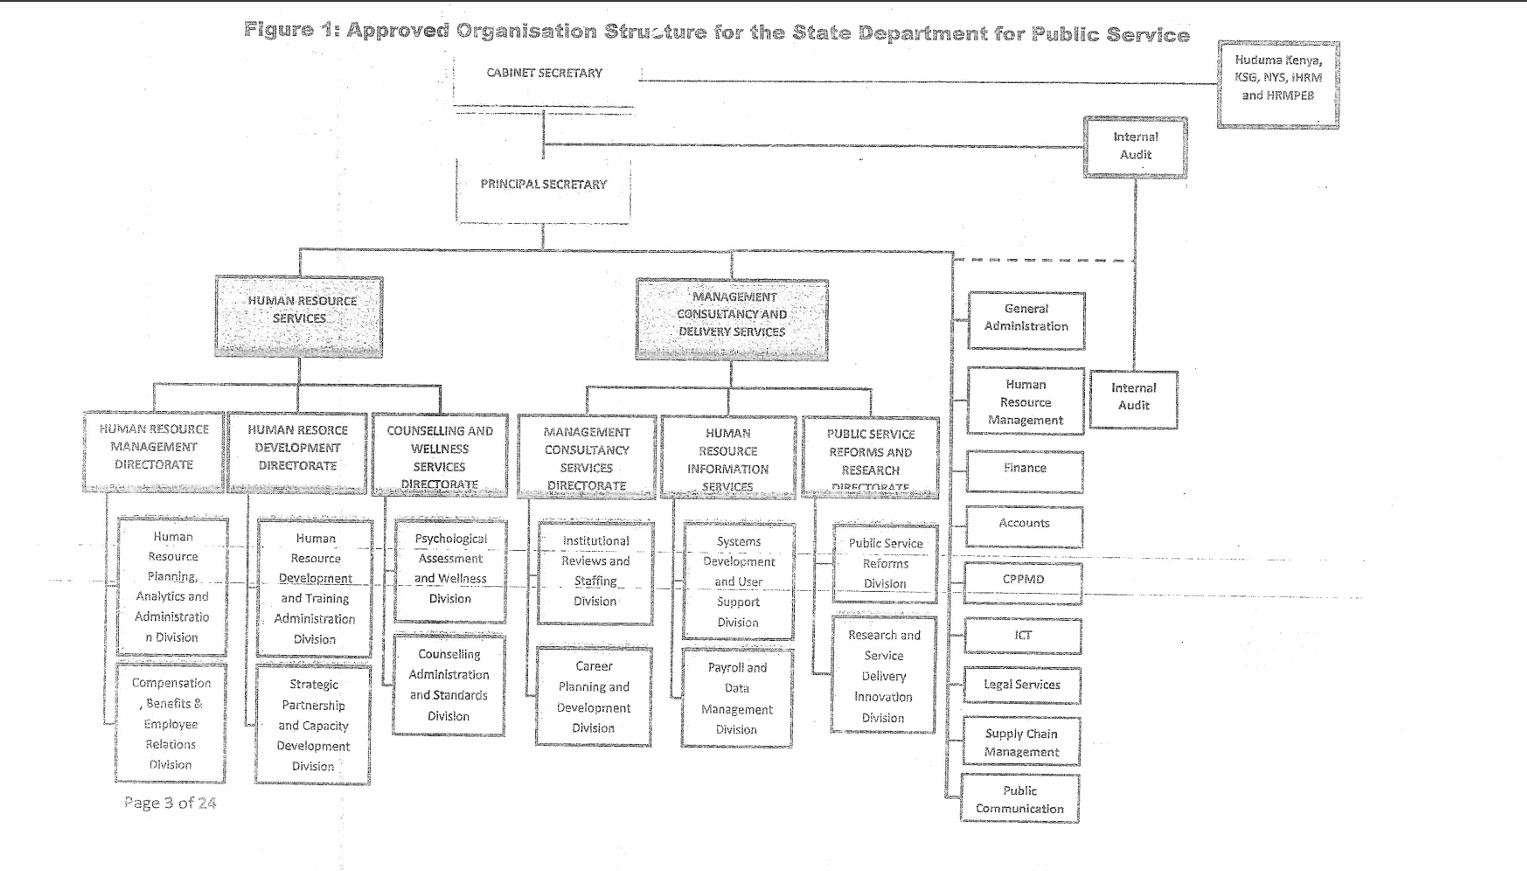 Figure 1: Approved Organisation Structure for the State Department for Public Service
CABINET SECRETARY
Huduma Kenya,
KSG, NYS, iHRM
and HRMPEB
Internal
Audit
PRINCIPAL SECRETARY
HUMAN RESOURCE
SERVICES
MANAGEMENT
CONSULTANCY AND
DELIVERY SERVICES
General
Administration
Human
Resource
Management
Internal
Audit
Finance
Accounts
CPPMD
ICT
Legal Services
Supply Chain
Management
Public
Communication
HUMAN RESOURCE
MANAGEMENT
DIRECTORATE
HUMAN RESORCE
DEVELOPMENT
DIRECTORATE
COUNSELLING AND
WELLNESS
SERVICES
DIRECTORATE
MANAGEMENT
CONSULTANCY
SERVICES
DIRECTORATE
HUMAN
RESOURCE
INFORMATION
SERVICES
PUBLIC SERVICE
REFORMS AND
RESEARCH
DIRECTORATE
Human
Resource
Planning,
Analytics and
Administratio
n Division
Human
Resource
Development
and Training
Administration
Division
Psychological
Assessment
and Wellness
Division
Institutional
Reviews and
Staffing
Division
Systems
Development
and User
Support
Division
Public Service
Reforms
Division
Compensation
, Benefits &
Employee
Relations
Division
Strategic
Partnership
and Capacity
Development
Division
Counselling
Administration
and Standards
Division
Career
Planning and
Development
Division
Payroll and
Data
Management
Division
Research and
Service
Delivery
Innovation
Division
Page 3 of 24